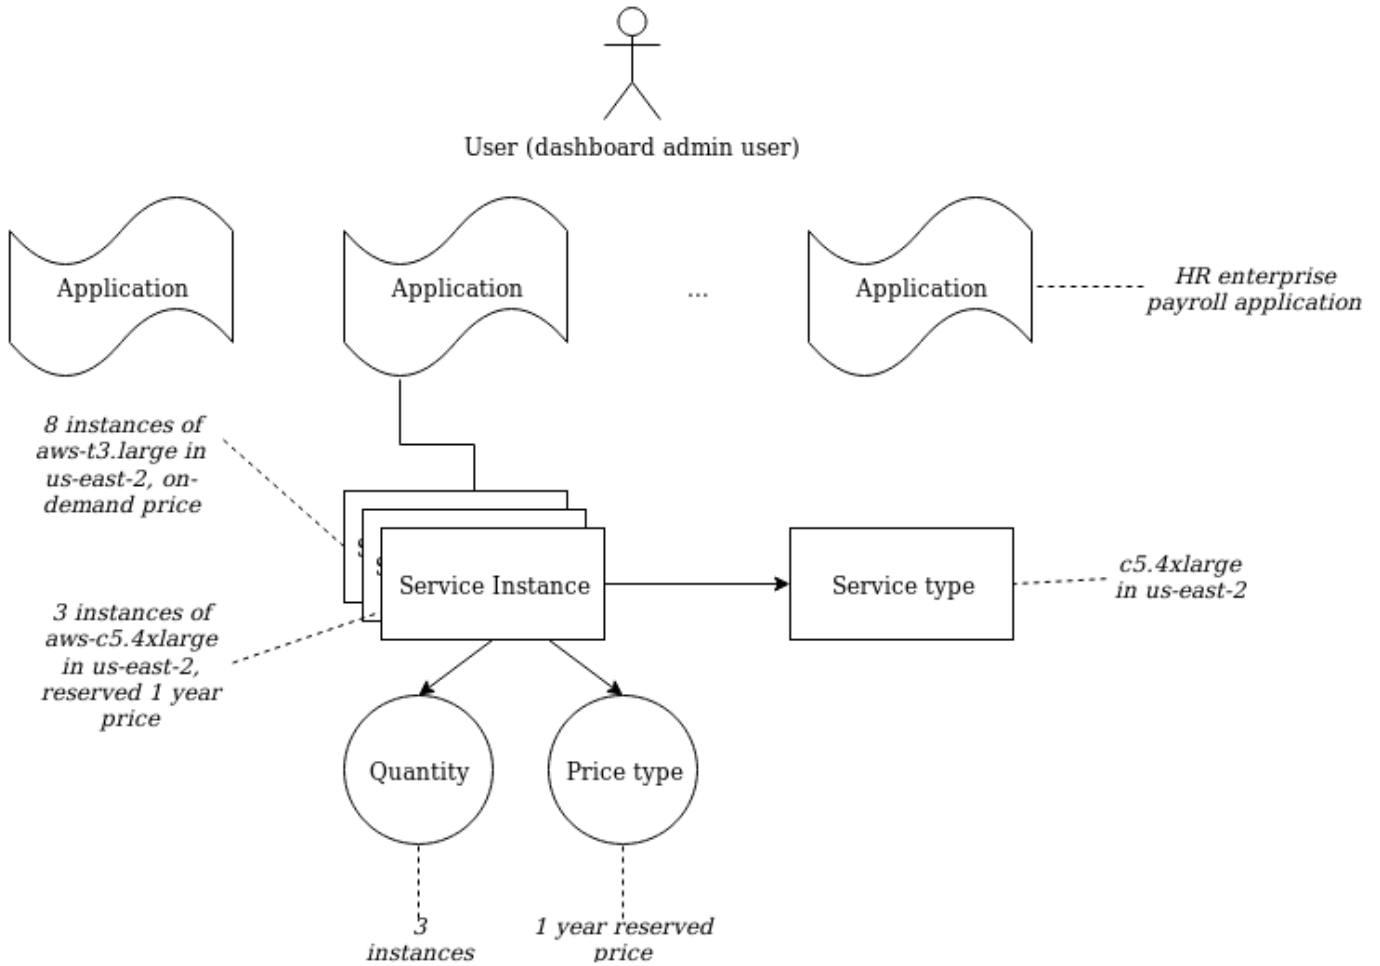 User (dashboard admin user)
Application
Application
...
Application
HR enterprise
payroll application
8 instances of
aws-t3.large in
us-east-2, on-
demand price
3 instances of
aws-c5.4xlarge
in us-east-2,
reserved 1 year
price
Service Instance
Service type
c5.4xlarge
in us-east-2
Quantity
Price type
3
instances
1 year reserved
price